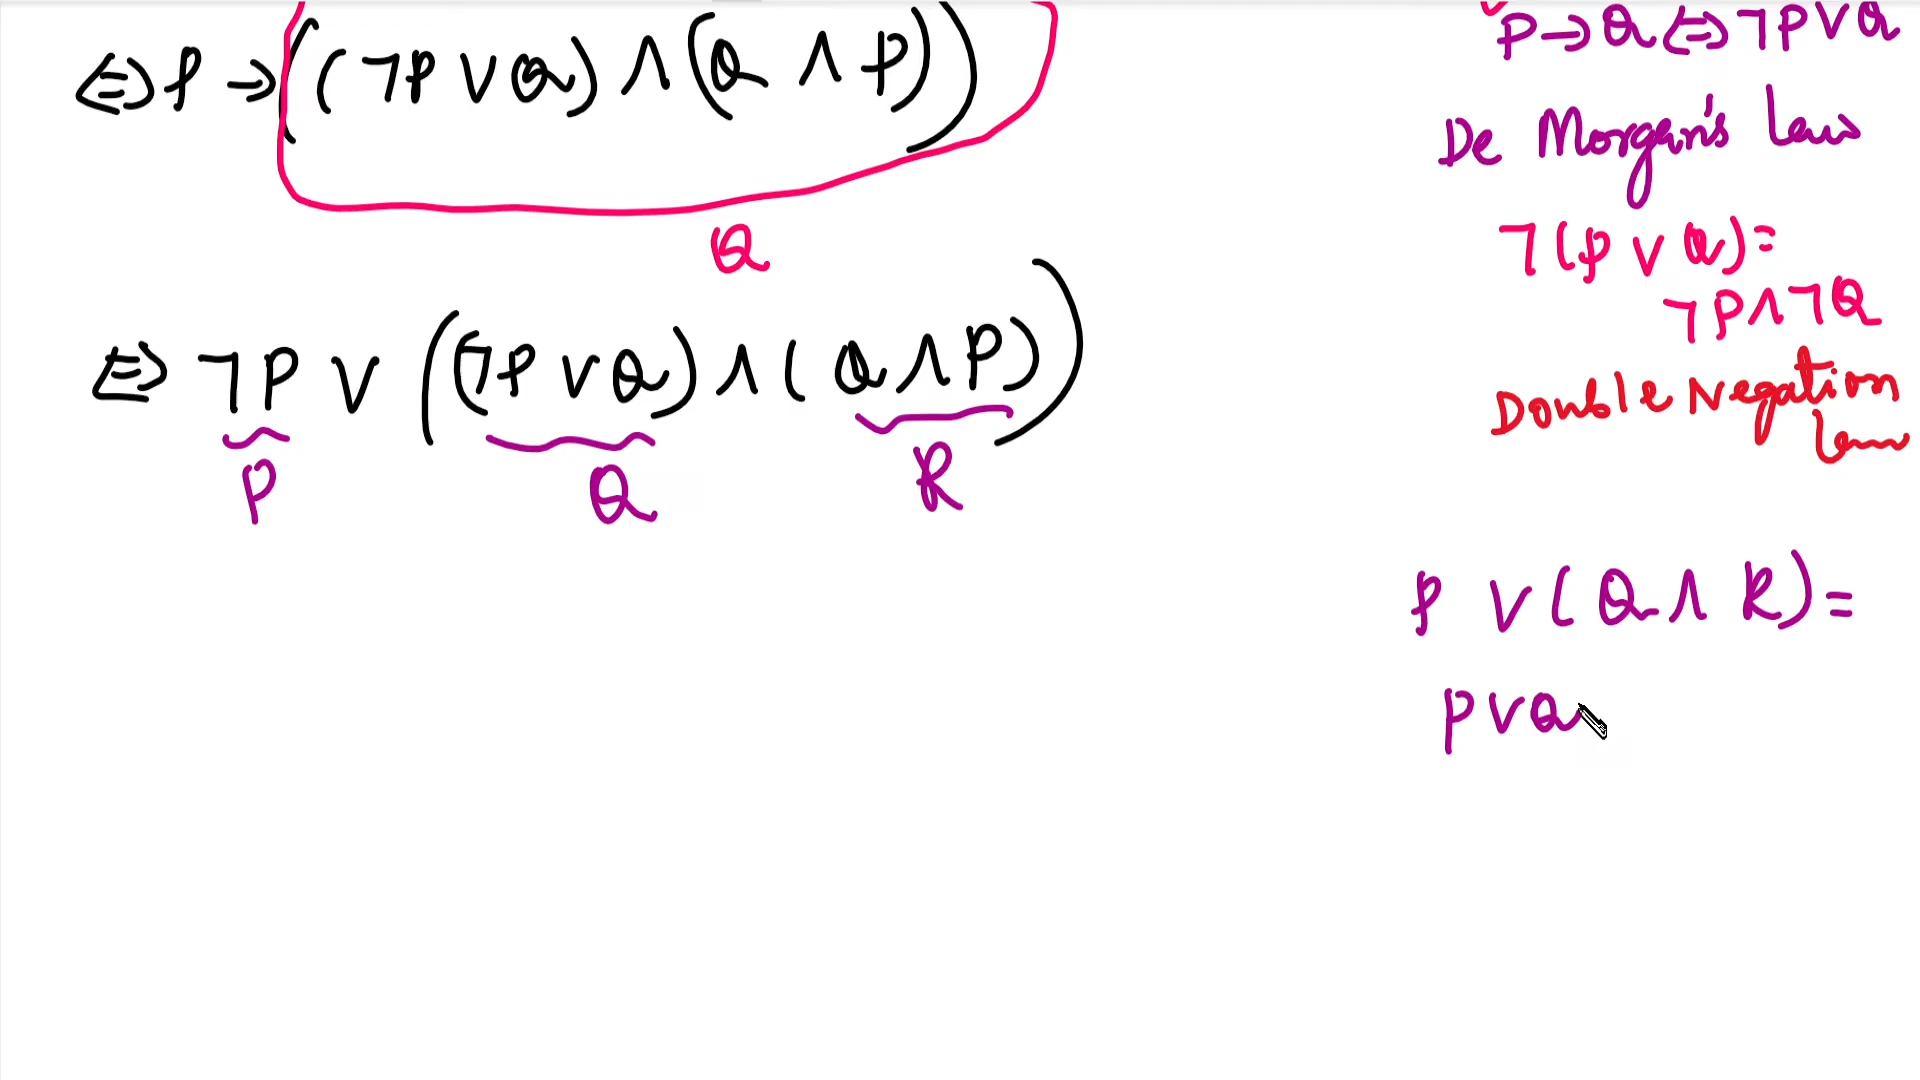 ⇔ P → ((¬P ∨ Q) ∧ (Q ∧ P))
Q
⇔ ¬P ∨ ((¬P ∨ Q) ∧ (Q ∧ P))
P Q R
P → Q ⇔ ¬P ∨ Q
De Morgan's Law
¬(P ∨ Q) =
¬P ∧ ¬Q
Double Negation
Law
P ∨ (Q ∧ R) =
P ∨ Q